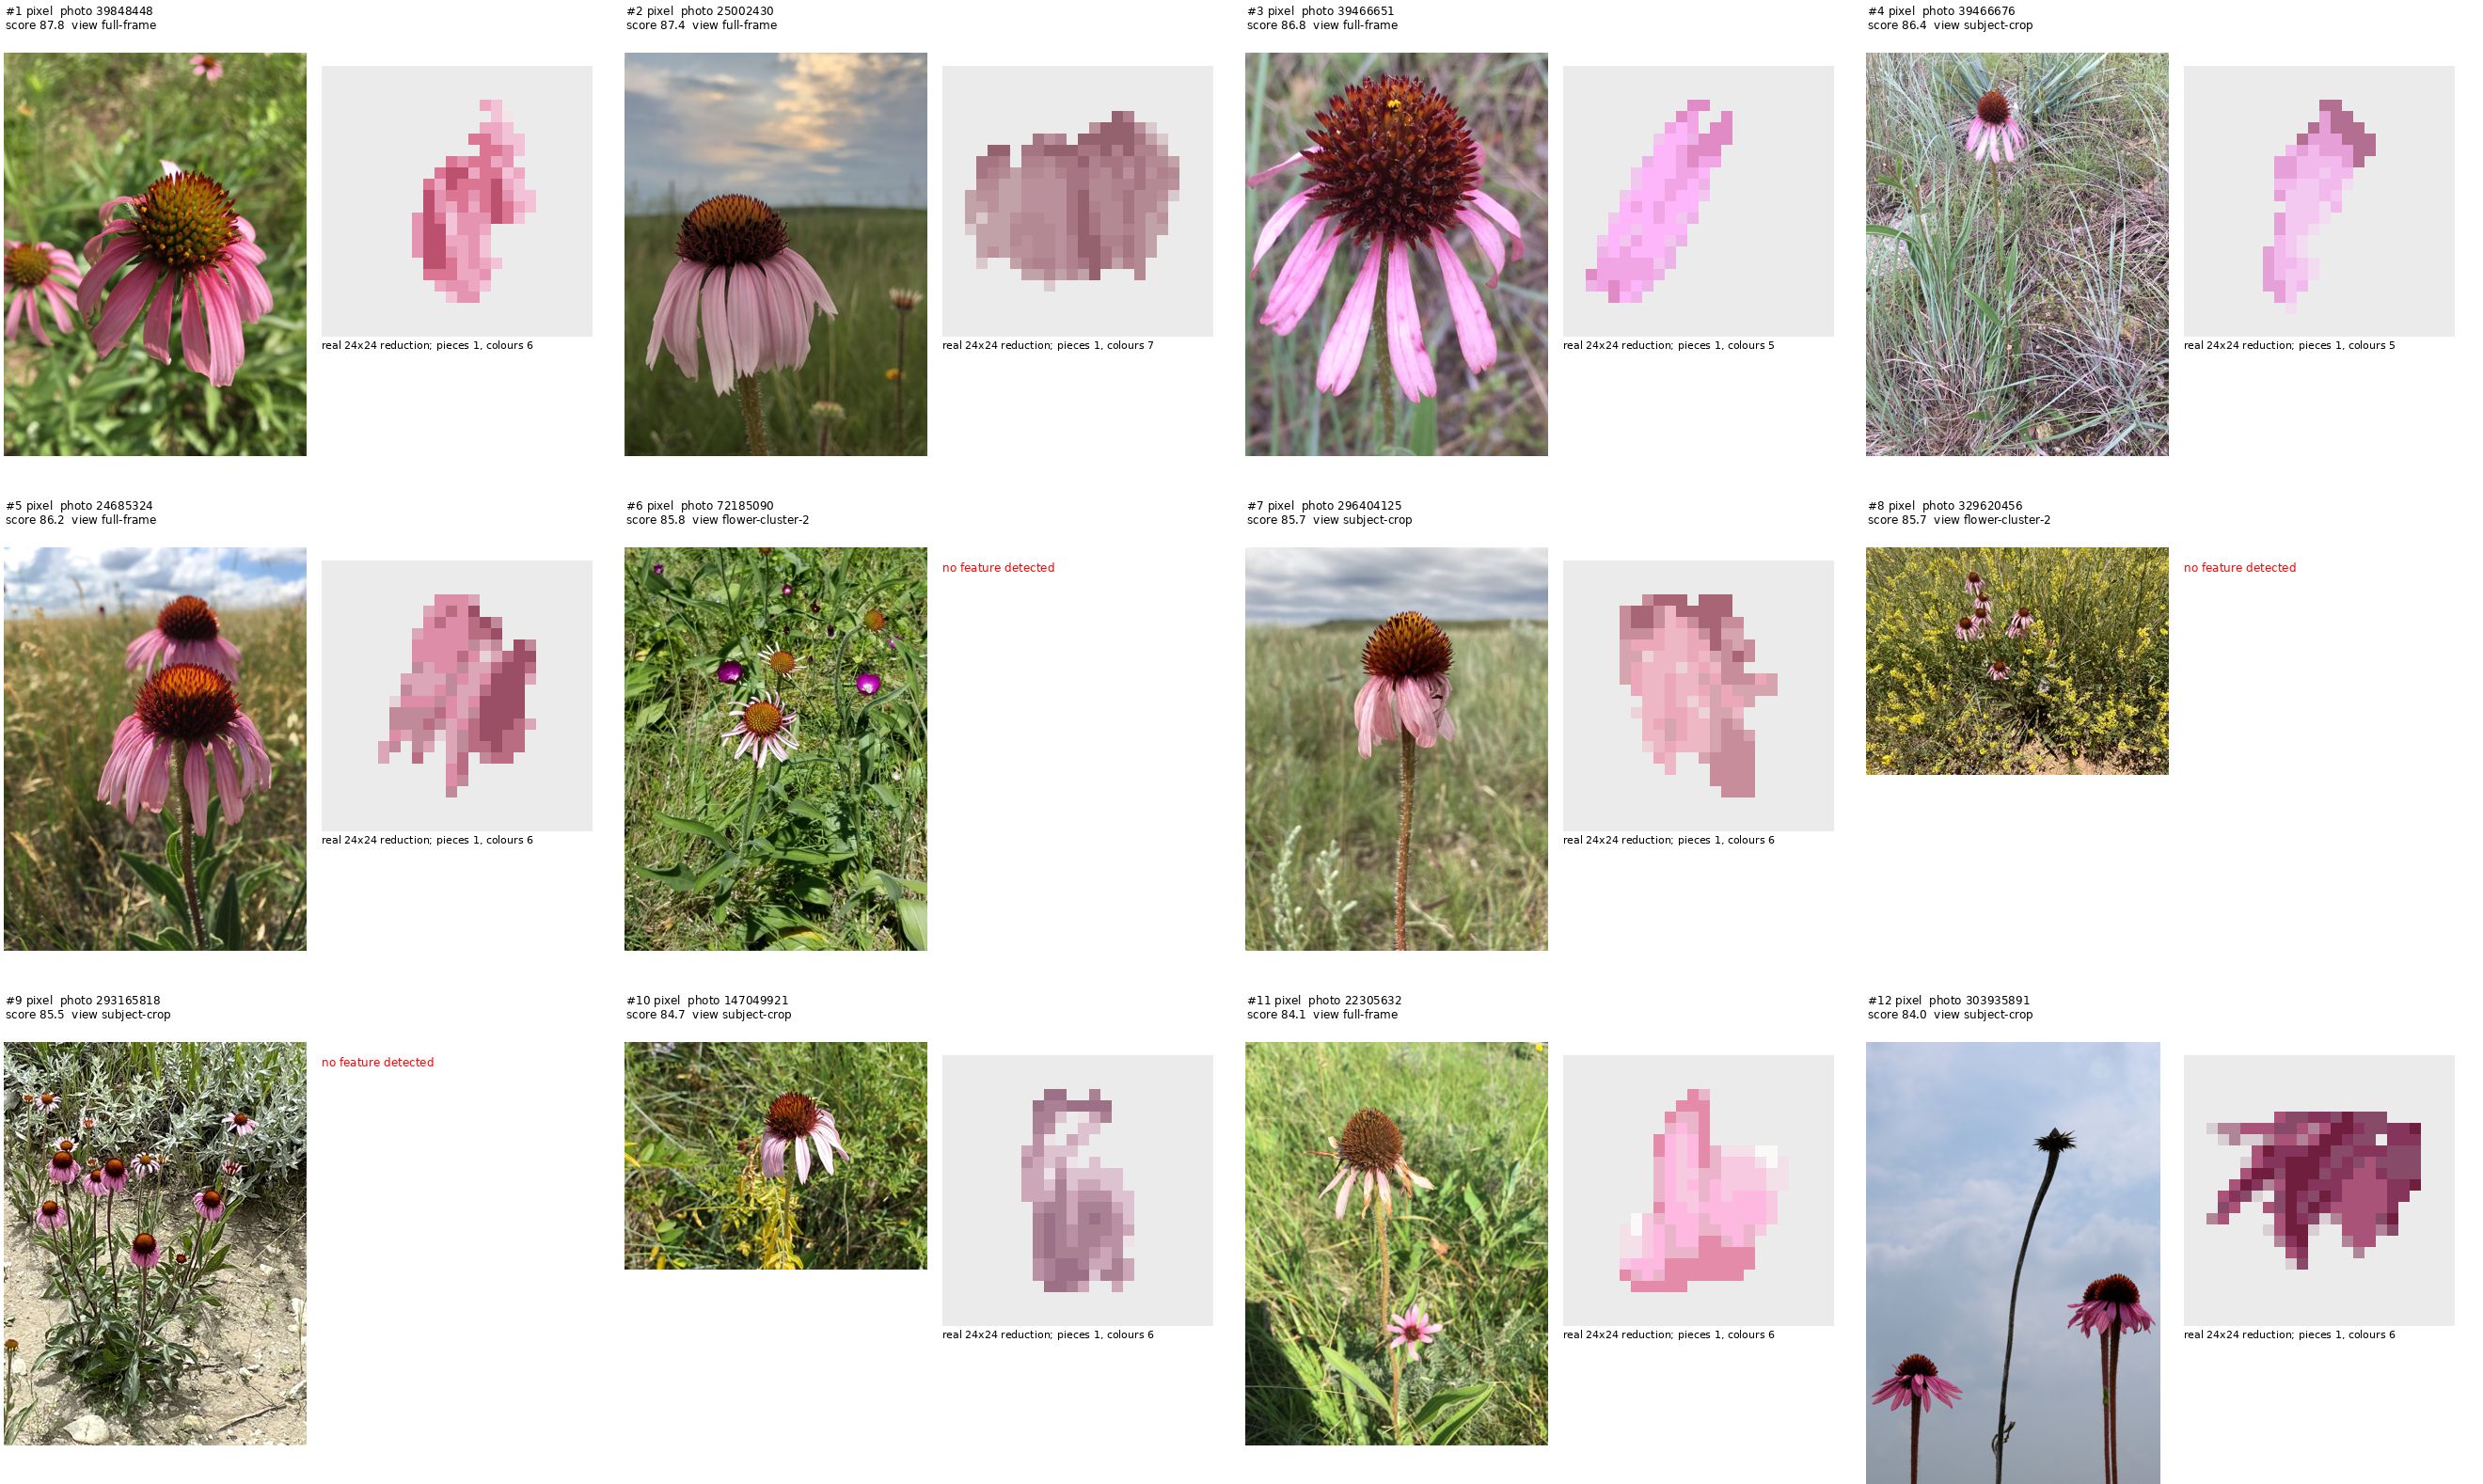 #1 pixel  photo 39848448
score 87.8  view full-frame
real 24x24 reduction; pieces 1, colours 6
#2 pixel  photo 25002430
score 87.4  view full-frame
real 24x24 reduction; pieces 1, colours 7
#3 pixel  photo 39466651
score 86.8  view full-frame
real 24x24 reduction; pieces 1, colours 5
#4 pixel  photo 39466676
score 86.4  view subject-crop
real 24x24 reduction; pieces 1, colours 5
#5 pixel  photo 24685324
score 86.2  view full-frame
real 24x24 reduction; pieces 1, colours 6
#6 pixel  photo 72185090
score 85.8  view flower-cluster-2
no feature detected
#7 pixel  photo 296404125
score 85.7  view subject-crop
real 24x24 reduction; pieces 1, colours 6
#8 pixel  photo 329620456
score 85.7  view flower-cluster-2
no feature detected
#9 pixel  photo 293165818
score 85.5  view subject-crop
no feature detected
#10 pixel  photo 147049921
score 84.7  view subject-crop
real 24x24 reduction; pieces 1, colours 6
#11 pixel  photo 22305632
score 84.1  view full-frame
real 24x24 reduction; pieces 1, colours 6
#12 pixel  photo 303935891
score 84.0  view subject-crop
real 24x24 reduction; pieces 1, colours 6